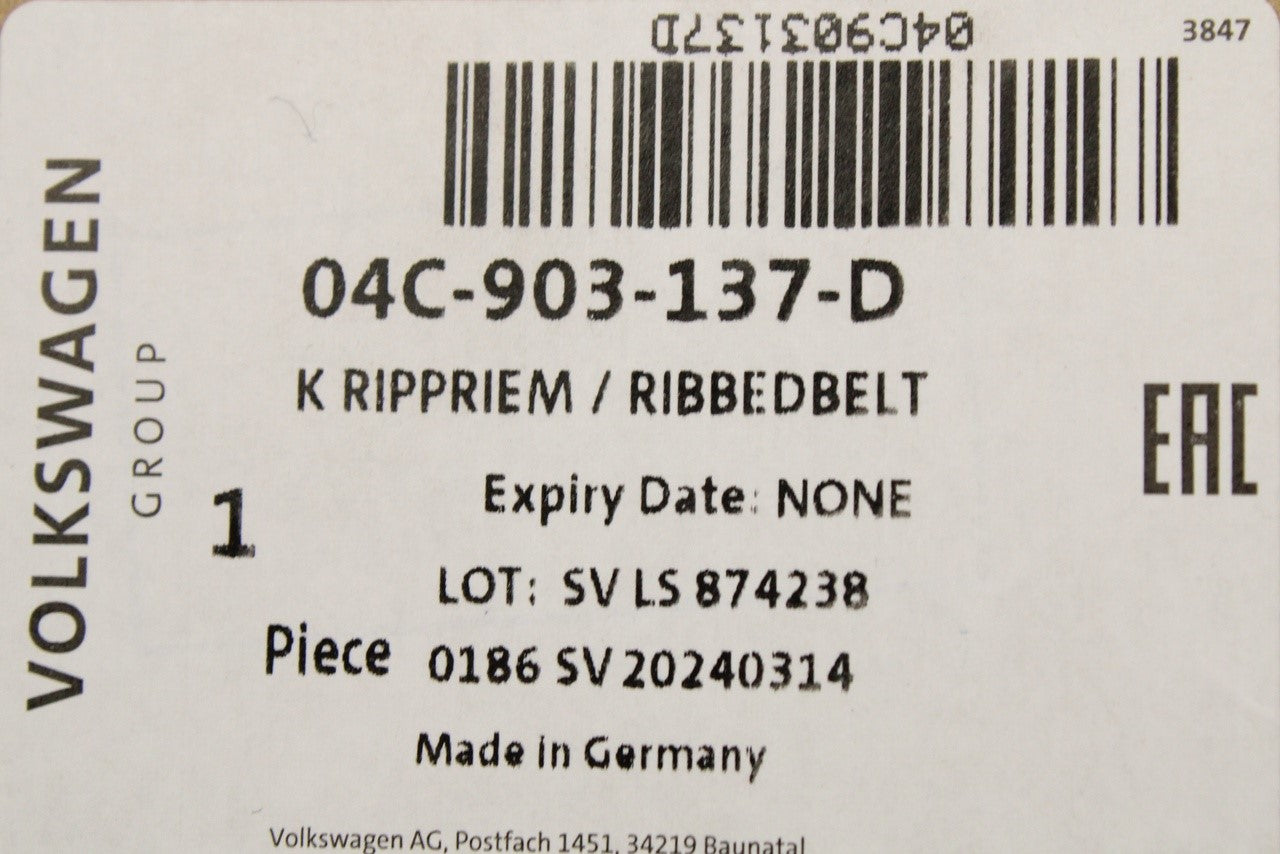 04C903137D
3847
VOLKSWAGEN
GROUP
04C-903-137-D
K RIPPRIEM / RIBBEDBELT
EAC
Expiry Date: NONE
1
LOT: SV LS 874238
Piece
0186 SV 20240314
Made in Germany
Volkswagen AG, Postfach 1451, 34219 Baunatal